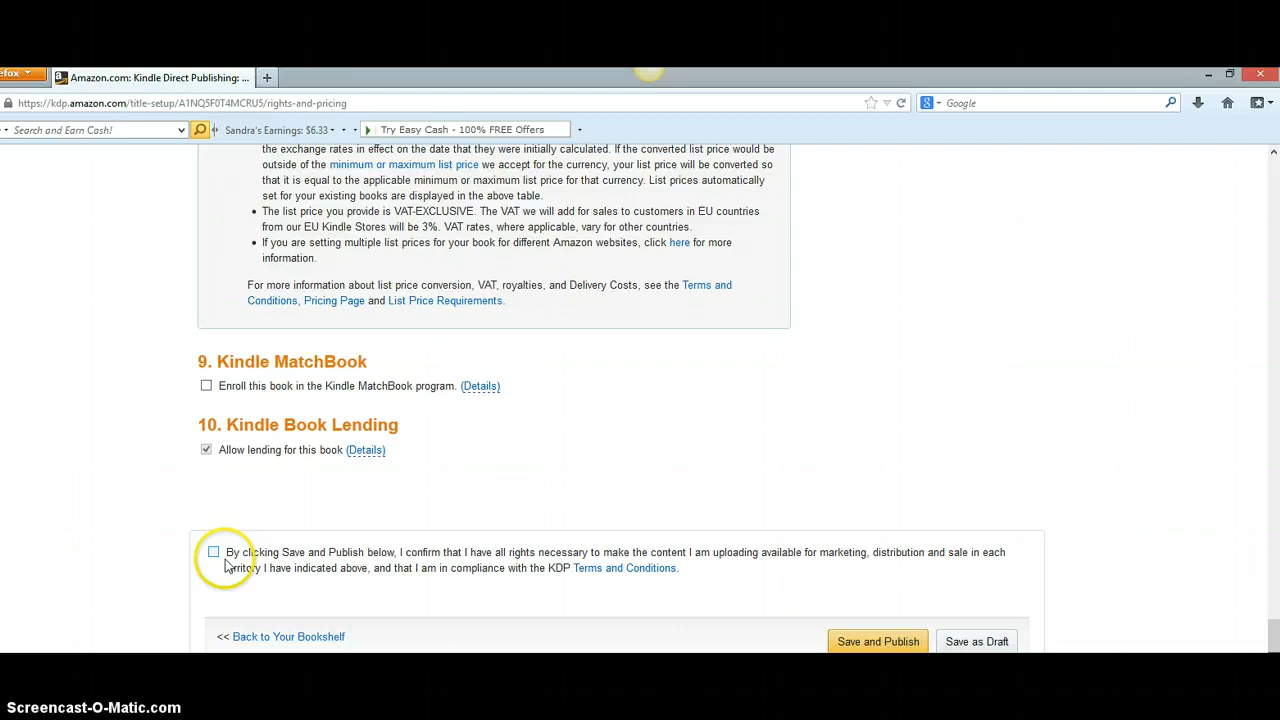 efox
Amazon.com: Kindle Direct Publishing: ...
https://kdp.amazon.com/title-setup/A1NQ5F0T4MCRU5/rights-and-pricing
Google
Search and Earn Cash!
Sandra's Earnings: $6.33
Try Easy Cash - 100% FREE Offers
the exchange rates in effect on the date that they were initially calculated. If the converted list price would be
outside of the minimum or maximum list price we accept for the currency, your list price will be converted so
that it is equal to the applicable minimum or maximum list price for that currency. List prices automatically
set for your existing books are displayed in the above table.
• The list price you provide is VAT-EXCLUSIVE. The VAT we will add for sales to customers in EU countries
from our EU Kindle Stores will be 3%. VAT rates, where applicable, vary for other countries.
• If you are setting multiple list prices for your book for different Amazon websites, click here for more
information.
For more information about list price conversion, VAT, royalties, and Delivery Costs, see the Terms and
Conditions, Pricing Page and List Price Requirements.
9. Kindle MatchBook
Enroll this book in the Kindle MatchBook program. (Details)
10. Kindle Book Lending
Allow lending for this book (Details)
By clicking Save and Publish below, I confirm that I have all rights necessary to make the content I am uploading available for marketing, distribution and sale in each
territory I have indicated above, and that I am in compliance with the KDP Terms and Conditions.
<< Back to Your Bookshelf
Save and Publish
Save as Draft
Screencast-O-Matic.com